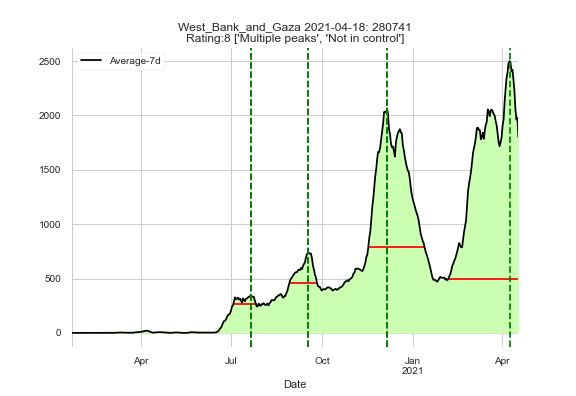 West_Bank_and_Gaza 2021-04-18: 280741
Rating:8 ['Multiple peaks', 'Not in control']
Average-7d
2500
2000
1500
1000
500
0
Apr Jul Oct Jan Apr
2021
Date